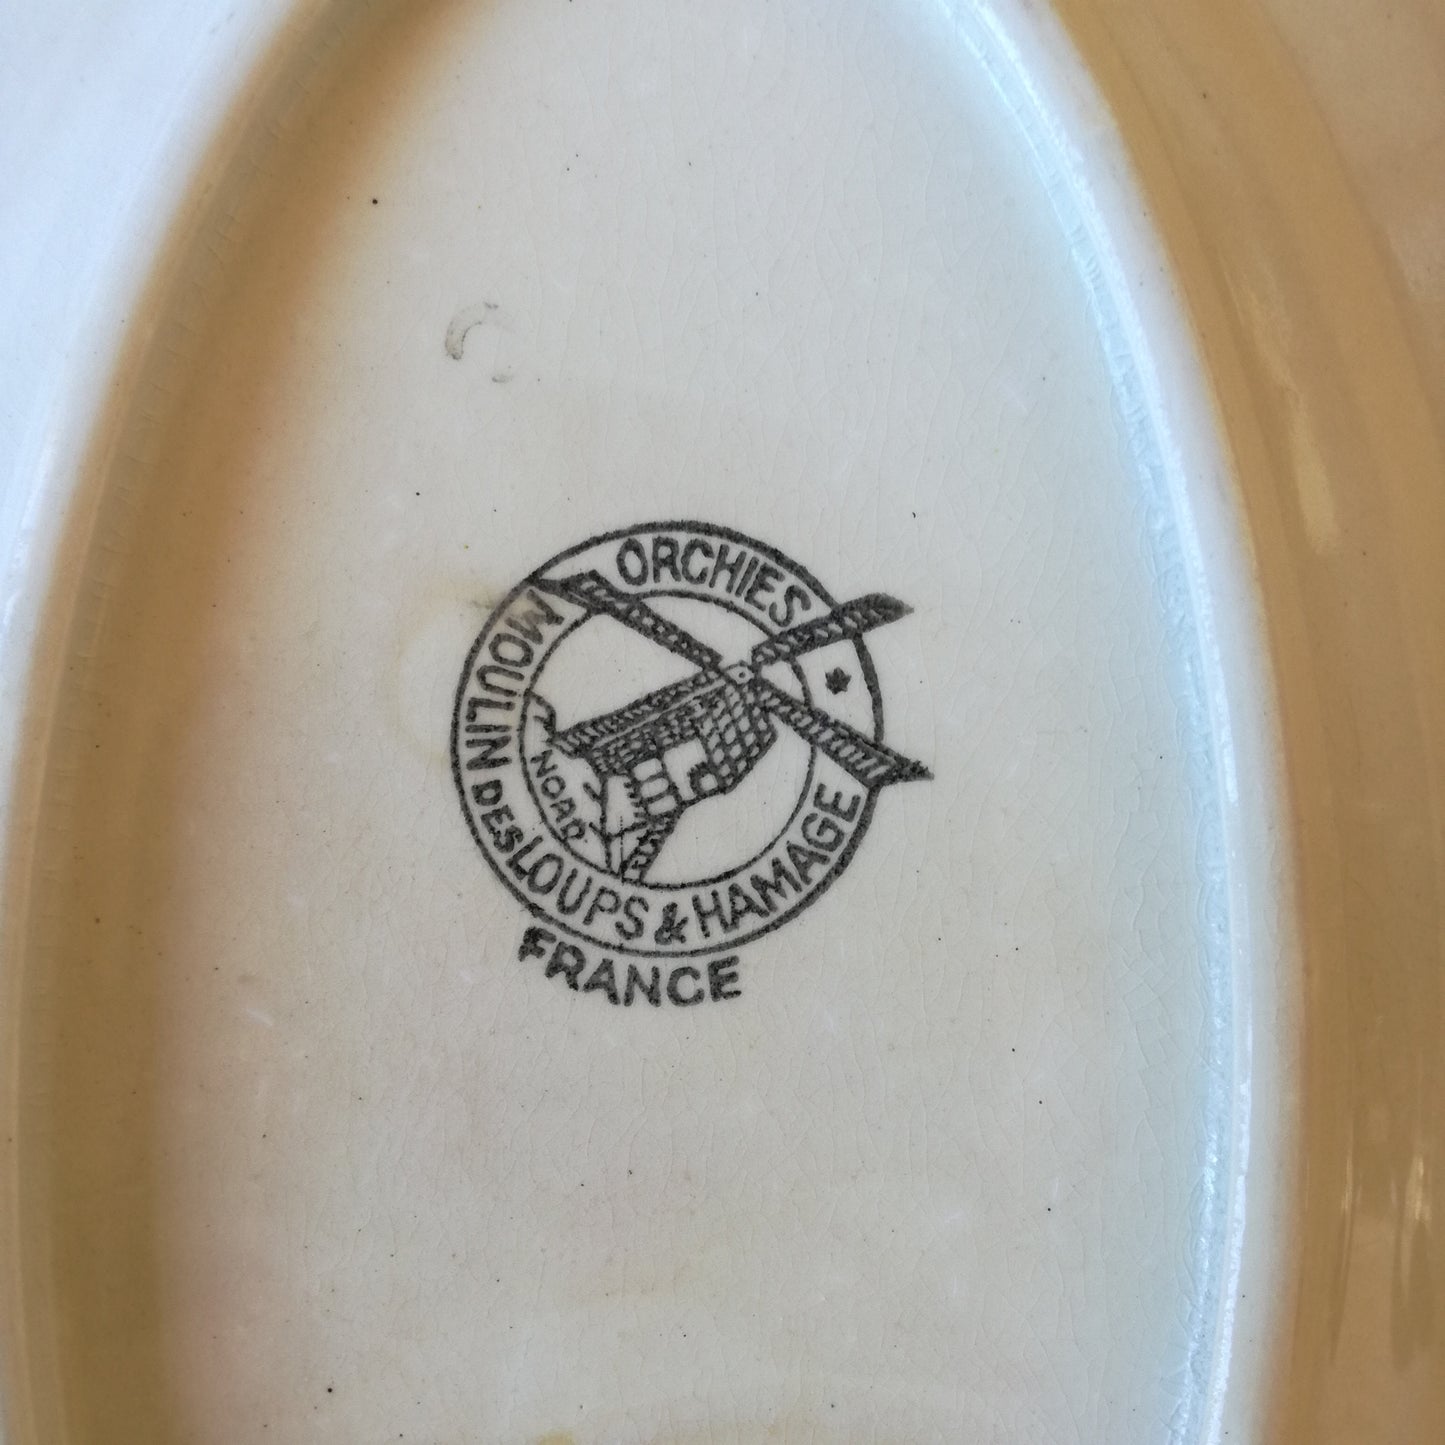 ORCHIES
MOULIN DES LOUPS & HAMAGE
NORD
FRANCE